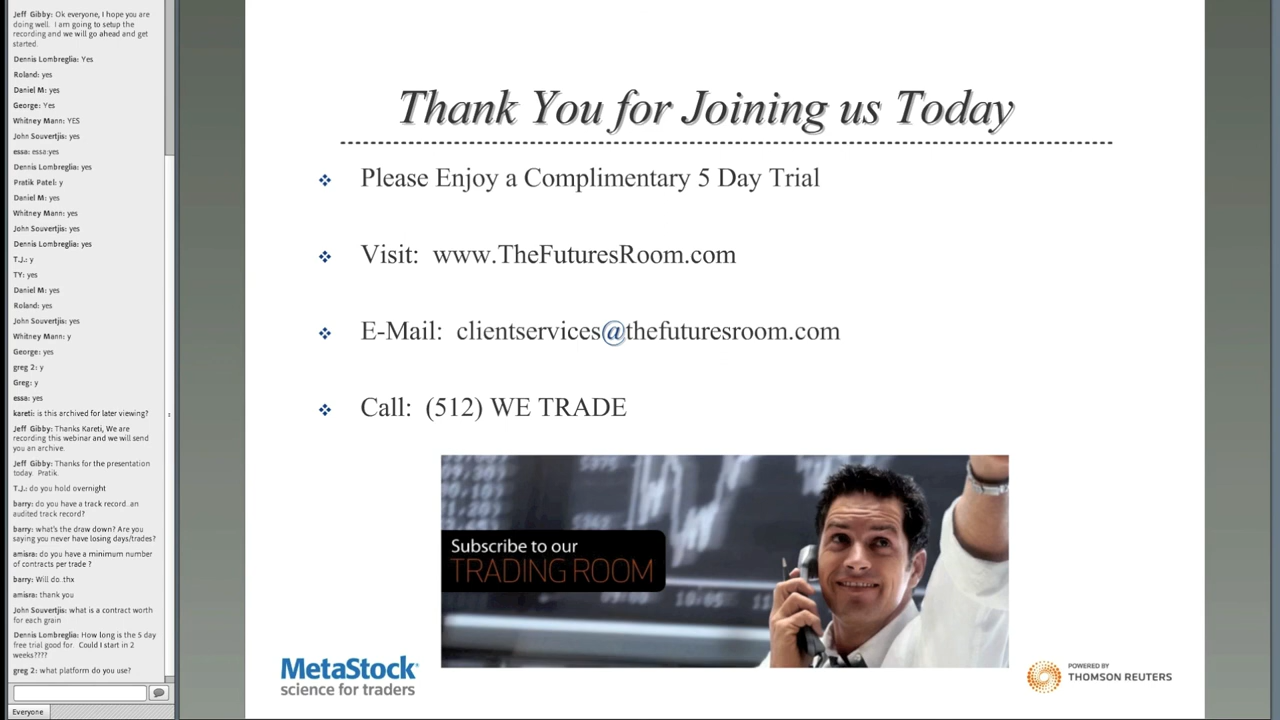 Jeff Gibby: Ok everyone, I hope you are
doing well. I am going to setup the
recording and we will go ahead and get
started.
Dennis Lombreglia: Yes
Roland: yes
Daniel M: yes
George: Yes
Whitney Mann: YES
John Souvertjis: yes
essa: essa:yes
Dennis Lombreglia: yes
Pratik Patel: y
Daniel M: yes
Whitney Mann: yes
John Souvertjis: yes
Dennis Lombreglia: yes
T.J.: y
TY: yes
Daniel M: yes
Roland: yes
John Souvertjis: yes
Whitney Mann: y
George: yes
greg 2: y
Greg: y
essa: yes
kareti: is this archived for later viewing?
Jeff Gibby: Thanks Kareti, We are
recording this webinar and we will send
you an archive.
Jeff Gibby: Thanks for the presentation
today. Pratik.
T.J.: do you hold overnight
barry: do you have a track record..an
audited track record?
barry: what's the draw down? Are you
saying you never have losing days/trades?
amisra: do you have a minimum number
of contracts per trade ?
barry: Will do..thx
amisra: thank you
John Souvertjis: what is a contract worth
for each grain
Dennis Lombreglia: How long is the 5 day
free trial good for. Could I start in 2
weeks????
greg 2: what platform do you use?
Everyone
Thank You for Joining us Today
Please Enjoy a Complimentary 5 Day Trial
Visit: www.TheFuturesRoom.com
E-Mail: clientservices@thefuturesroom.com
Call: (512) WE TRADE
Subscribe to our
TRADING ROOM
MetaStock
science for traders
POWERED BY
THOMSON REUTERS